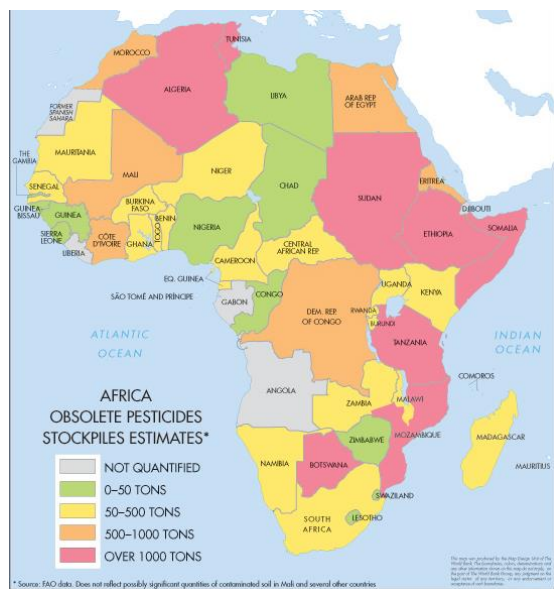 TUNISIA
MOROCCO
ALGERIA
LIBYA
ARAB REP
OF EGYPT
FORMER
SPANISH
SAHARA
MAURITANIA
MALI
NIGER
CHAD
SUDAN
ERITREA
DJIBOUTI
THE
GAMBIA
SENEGAL
GUINEA
BISSAU
GUINEA
SIERRA
LEONE
LIBERIA
CÔTE
D'IVOIRE
BURKINA
FASO
GHANA
TOGO
BENIN
NIGERIA
CAMEROON
CENTRAL
AFRICAN REP.
ETHIOPIA
SOMALIA
EQ. GUINEA
SÃO TOMÉ AND PRÍNCIPE
GABON
CONGO
DEM. REP
OF CONGO
UGANDA
KENYA
RWANDA
BURUNDI
TANZANIA
ATLANTIC
OCEAN
INDIAN
OCEAN
COMOROS
ANGOLA
ZAMBIA
MALAWI
MOZAMBIQUE
ZIMBABWE
MADAGASCAR
MAURITIUS
NAMIBIA
BOTSWANA
SWAZILAND
LESOTHO
SOUTH
AFRICA
AFRICA
OBSOLETE PESTICIDES
STOCKPILES ESTIMATES*
NOT QUANTIFIED
0–50 TONS
50–500 TONS
500–1000 TONS
OVER 1000 TONS
* Source: FAO data. Does not reflect possibly significant quantities of contaminated soil in Mali and several other countries